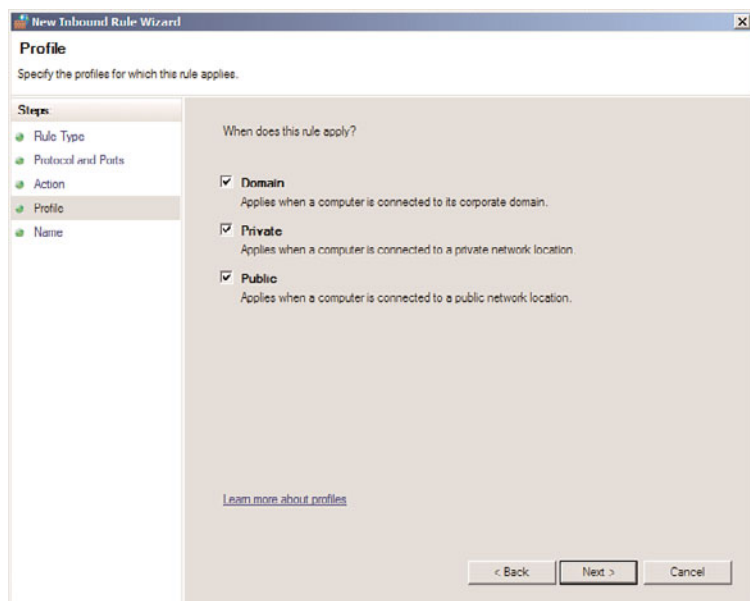 New Inbound Rule Wizard
Profile
Specify the profiles for which this rule applies.
Steps:
Rule Type
Protocol and Ports
Action
Profile
Name
When does this rule apply?
Domain
Applies when a computer is connected to its corporate domain.
Private
Applies when a computer is connected to a private network location.
Public
Applies when a computer is connected to a public network location.
Learn more about profiles
< Back
Next >
Cancel